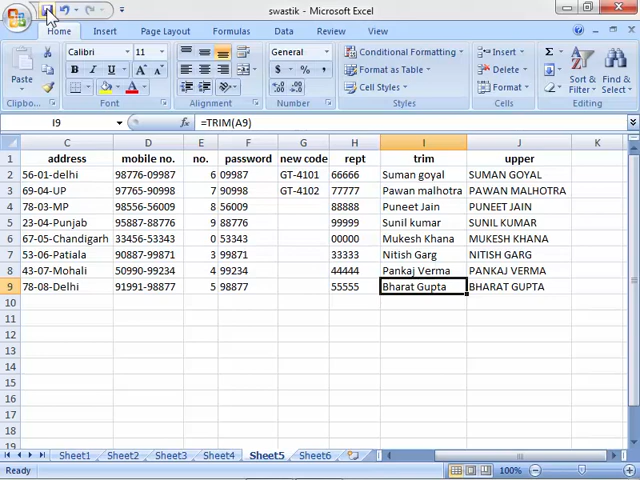 swastik - Microsoft Excel
Home Insert Page Layout Formulas Data Review View
Paste Calibri 11 A A Conditional Formatting General Insert Σ
B I U A $ % , Format as Table Delete Sort & Filter Find & Select
Cell Styles Format
Clipboard Font Alignment Number Styles Cells Editing
I9 fx =TRIM(A9)
C D E F G H I J K
1 address mobile no. no. password new code rept trim upper
2 56-01-delhi 98776-09987 6 09987 GT-4101 66666 Suman goyal SUMAN GOYAL
3 69-04-UP 97765-90998 7 90998 GT-4102 77777 Pawan malhotra PAWAN MALHOTRA
4 78-03-MP 98556-56009 8 56009 88888 Puneet Jain PUNEET JAIN
5 23-04-Punjab 95887-88776 9 88776 99999 Sunil kumar SUNIL KUMAR
6 67-05-Chandigarh 33456-53343 0 53343 00000 Mukesh Khana MUKESH KHANA
7 53-06-Patiala 90887-99871 3 99871 33333 Nitish Garg NITISH GARG
8 43-07-Mohali 50990-99234 4 99234 44444 Pankaj Verma PANKAJ VERMA
9 78-08-Delhi 91991-98877 5 98877 55555 Bharat Gupta BHARAT GUPTA
10
11
12
13
14
15
16
17
18
19
Sheet1 Sheet2 Sheet3 Sheet4 Sheet5 Sheet6
Ready 100%